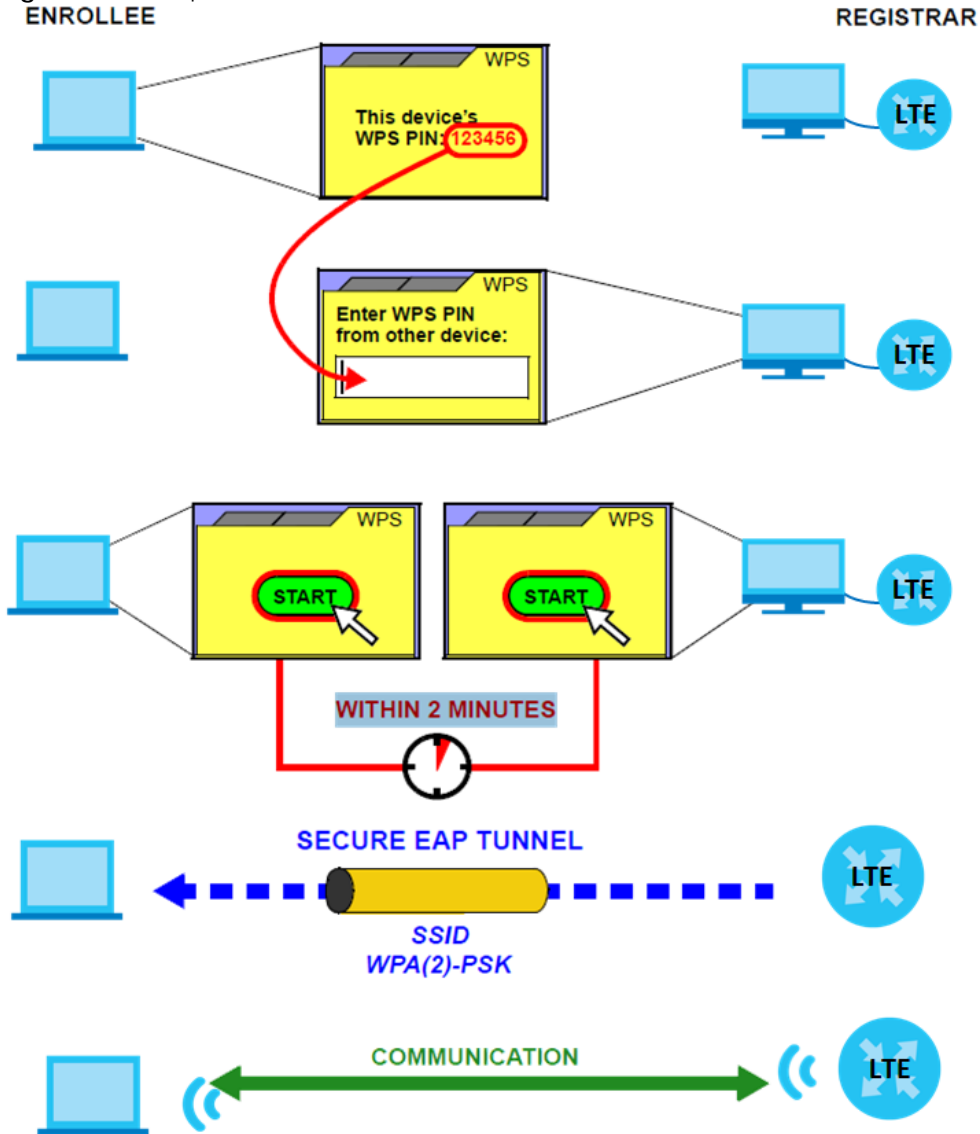 ENROLLEE
REGISTRAR
WPS
This device's
WPS PIN: 123456
LTE
WPS
Enter WPS PIN
from other device:
LTE
WPS
START
WPS
START
LTE
WITHIN 2 MINUTES
SECURE EAP TUNNEL
LTE
SSID
WPA(2)-PSK
COMMUNICATION
LTE